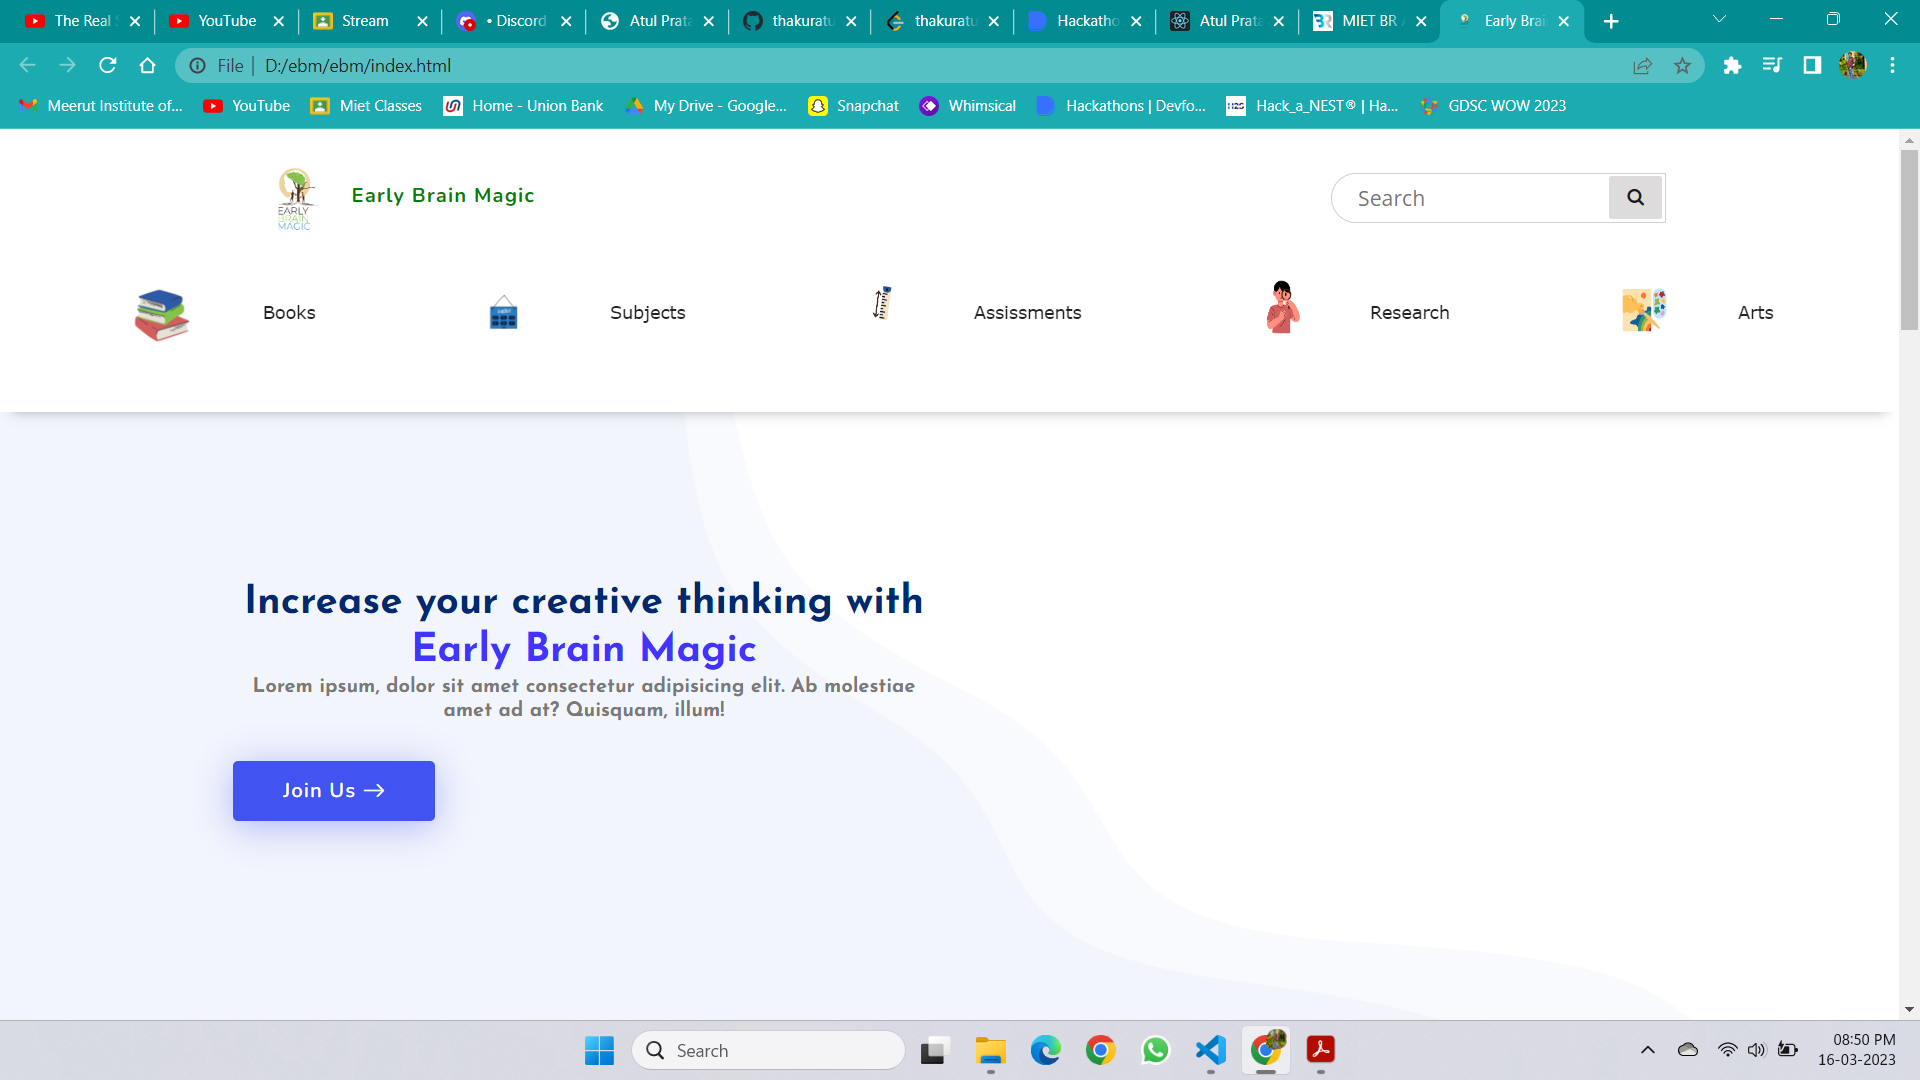 The Real
YouTube
Stream
• Discord
Atul Prata
thakuratu
thakuratu
Hackatho
Atul Prata
MIET BR
Early Brai
File
D:/ebm/ebm/index.html
Meerut Institute of...
YouTube
Miet Classes
Home - Union Bank
My Drive - Google...
Snapchat
Whimsical
Hackathons | Devfo...
Hack_a_NEST® | Ha...
GDSC WOW 2023
EARLY
BRAIN
MAGIC
Early Brain Magic
Search
Books
Subjects
Assissments
Research
Arts
Increase your creative thinking with
Early Brain Magic
Lorem ipsum, dolor sit amet consectetur adipisicing elit. Ab molestiae
amet ad at? Quisquam, illum!
Join Us
Search
08:50 PM
16-03-2023